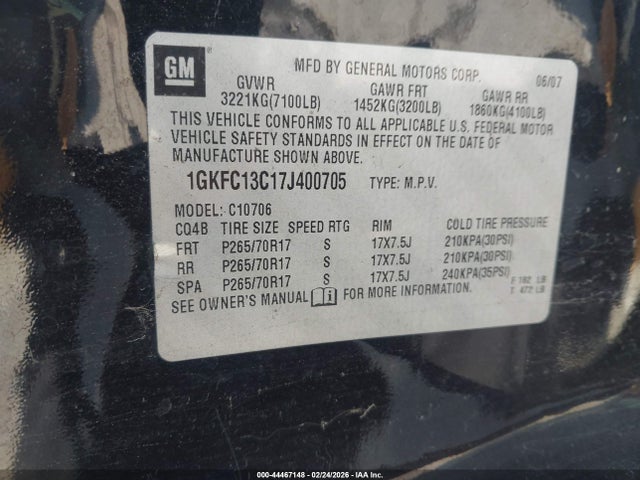 GM
MFD BY GENERAL MOTORS CORP. 06/07
GVWR GAWR FRT GAWR RR
3221KG(7100LB) 1452KG(3200LB) 1860KG(4100LB)
THIS VEHICLE CONFORMS TO ALL APPLICABLE U.S. FEDERAL MOTOR
VEHICLE SAFETY STANDARDS IN EFFECT ON THE DATE OF
MANUFACTURE SHOWN ABOVE.
1GKFC13C17J400705 TYPE: M.P.V.
MODEL: C10706
CQ4B TIRE SIZE SPEED RTG RIM COLD TIRE PRESSURE
FRT P265/70R17 S 17X7.5J 210KPA(30PSI)
RR P265/70R17 S 17X7.5J 210KPA(30PSI)
SPA P265/70R17 S 17X7.5J 240KPA(35PSI)
SEE OWNER'S MANUAL FOR MORE INFORMATION.
F 182 LB
T 472 LB
000-44467148 - 02/24/2026 - IAA Inc.